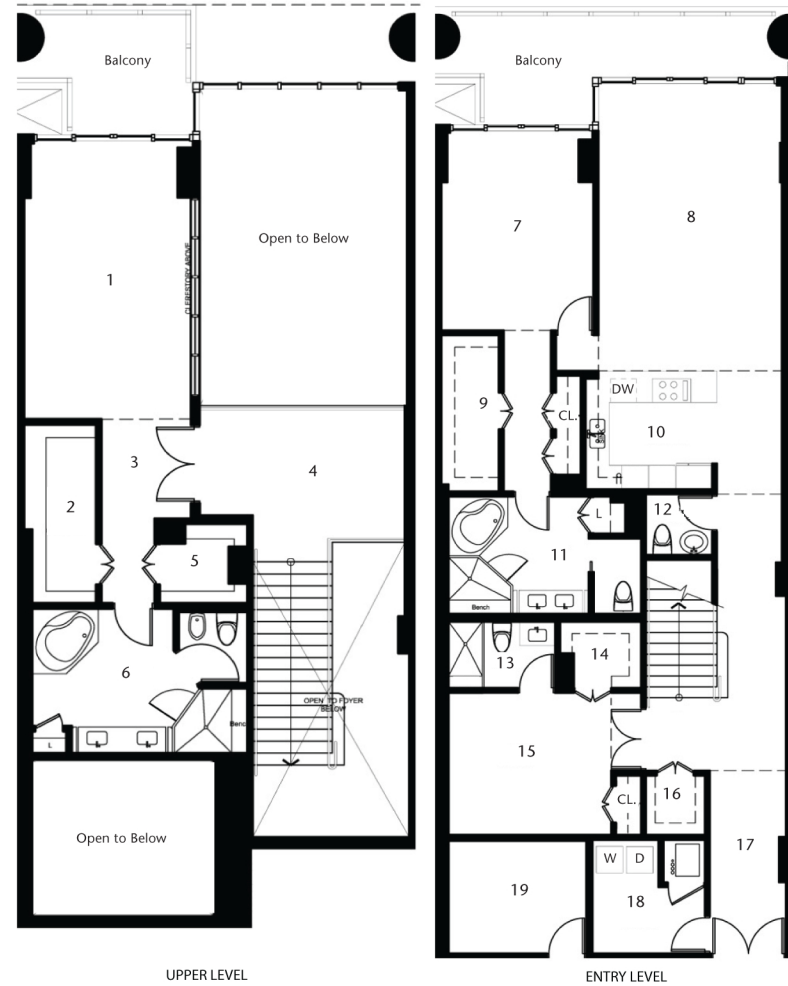 Balcony
Open to Below
CLERESTORY ABOVE
1
2
3
4
5
6
OPEN TO FOYER
BELOW
L
Open to Below
UPPER LEVEL
Balcony
7
8
9
CL.
DW
10
L
12
11
Bench
13
14
15
CL.
16
17
W
D
18
19
ENTRY LEVEL